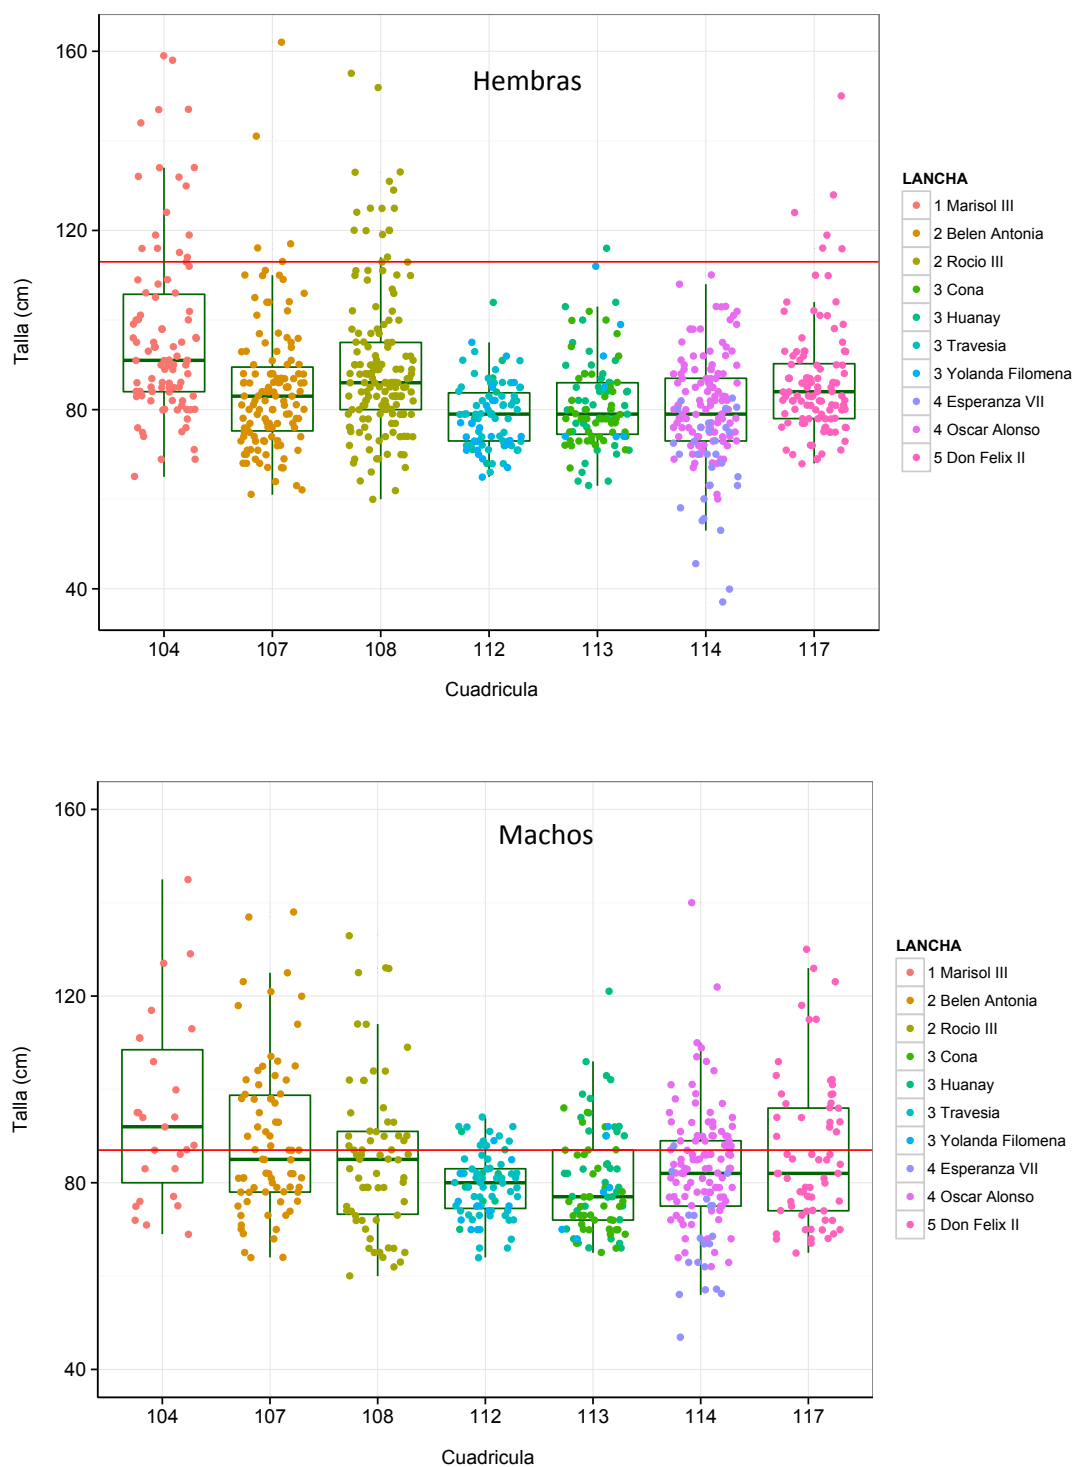 Hembras
160
120
80
40
Talla (cm)
104 107 108 112 113 114 117
Cuadricula
LANCHA
1 Marisol III
2 Belen Antonia
2 Rocio III
3 Cona
3 Huanay
3 Travesia
3 Yolanda Filomena
4 Esperanza VII
4 Oscar Alonso
5 Don Felix II
Machos
160
120
80
40
Talla (cm)
104 107 108 112 113 114 117
Cuadricula
LANCHA
1 Marisol III
2 Belen Antonia
2 Rocio III
3 Cona
3 Huanay
3 Travesia
3 Yolanda Filomena
4 Esperanza VII
4 Oscar Alonso
5 Don Felix II